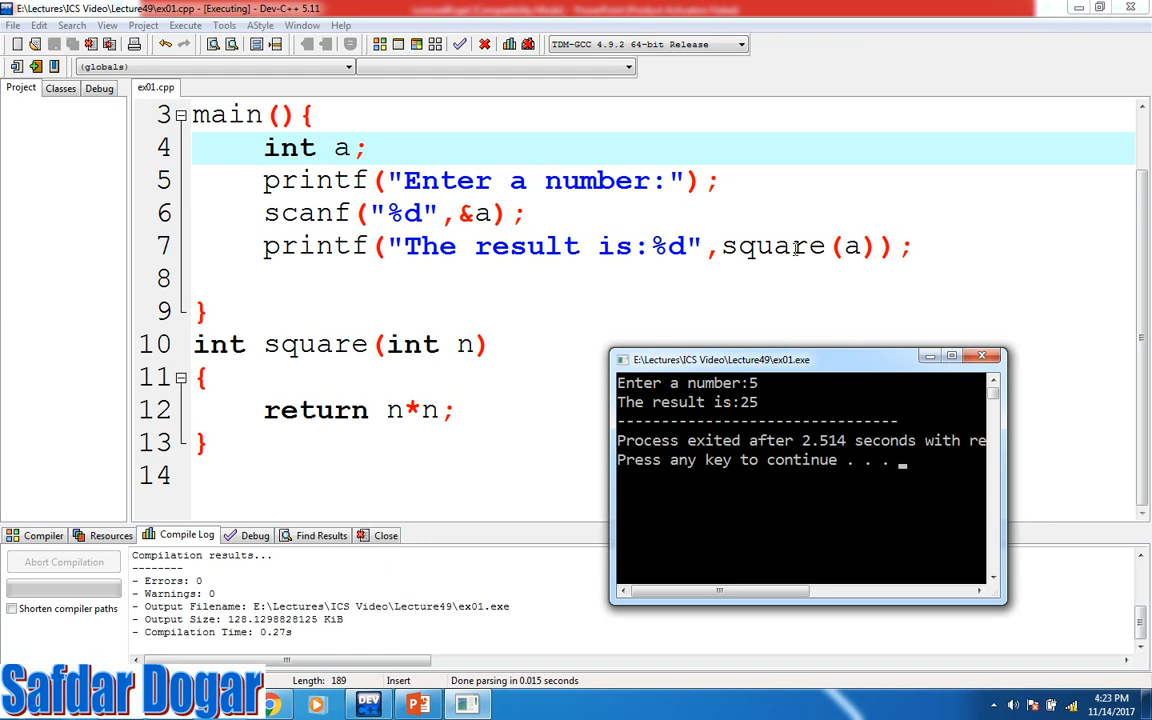 E:\Lectures\ICS Video\Lecture49\ex01.cpp - [Executing] - Dev-C++ 5.11
File Edit Search View Project Execute Tools AStyle Window Help
TDM-GCC 4.9.2 64-bit Release
(globals)
Project Classes Debug ex01.cpp
3 main(){
4 int a;
5 printf("Enter a number:");
6 scanf("%d",&a);
7 printf("The result is:%d",square(a));
8
9 }
10 int square(int n)
11 {
12 return n*n;
13 }
14
E:\Lectures\ICS Video\Lecture49\ex01.exe
Enter a number:5
The result is:25
--------------------------------
Process exited after 2.514 seconds with re
Press any key to continue . . .
Compiler Resources Compile Log Debug Find Results Close
Abort Compilation
Shorten compiler paths
Compilation results...
--------
- Errors: 0
- Warnings: 0
- Output Filename: E:\Lectures\ICS Video\Lecture49\ex01.exe
- Output Size: 128.1298828125 KiB
- Compilation Time: 0.27s
Length: 189 Insert Done parsing in 0.015 seconds
Safdar Dogar
DEV
4:23 PM
11/14/2017